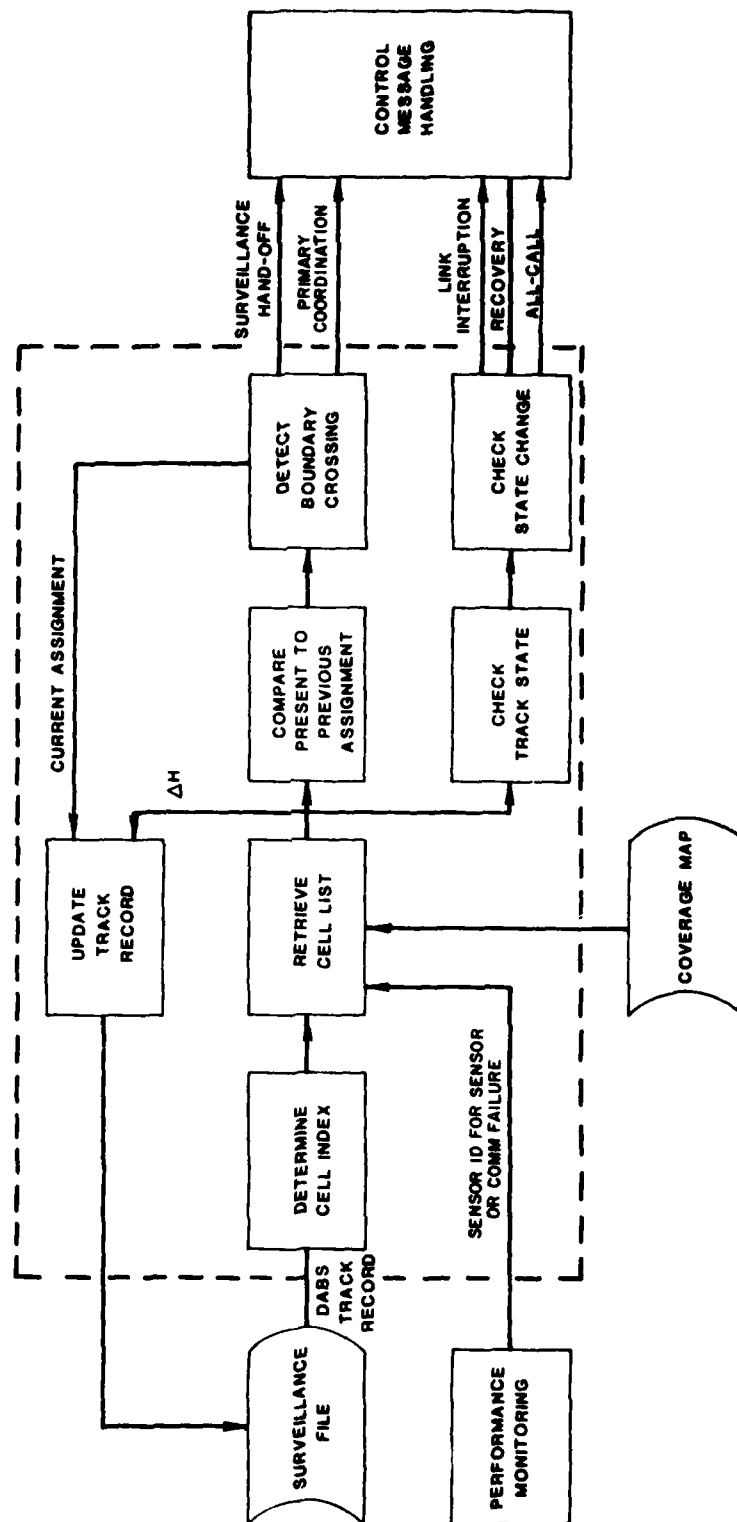 SURVEILLANCE
FILE
DABS
TRACK
RECORD
PERFORMANCE
MONITORING
SENSOR ID FOR SENSOR
OR COMM FAILURE
DETERMINE
CELL INDEX
UPDATE
TRACK
RECORD
RETRIEVE
CELL LIST
COVERAGE MAP
CURRENT ASSIGNMENT
ΔH
COMPARE
PRESENT TO
PREVIOUS
ASSIGNMENT
CHECK
TRACK STATE
DETECT
BOUNDARY
CROSSING
CHECK
STATE CHANGE
SURVEILLANCE
HAND-OFF
PRIMARY
COORDINATION
LINK
INTERRUPTION
RECOVERY
ALL-CALL
CONTROL
MESSAGE
HANDLING